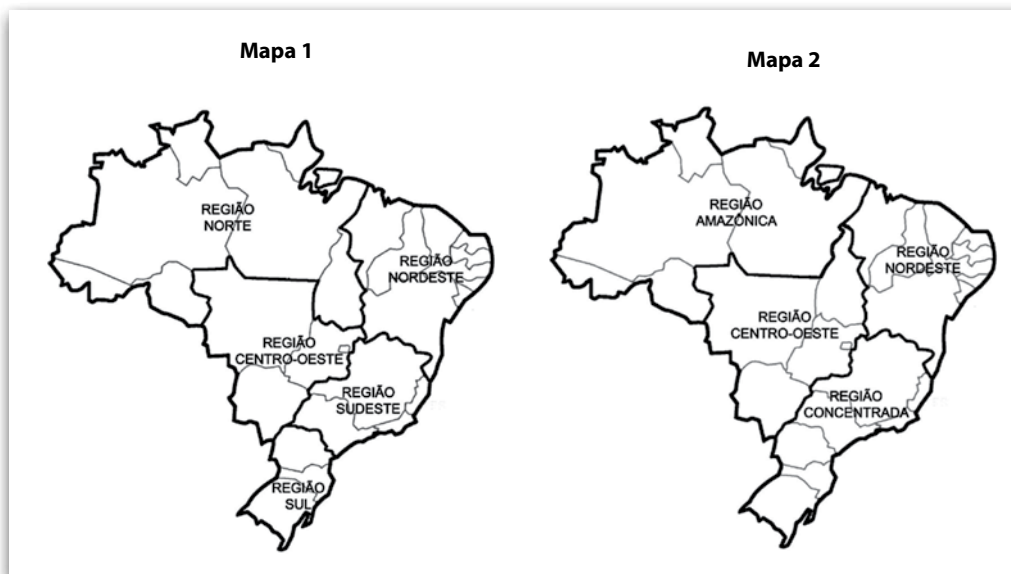 Mapa 1
REGIÃO
NORTE
REGIÃO
NORDESTE
REGIÃO
CENTRO-OESTE
REGIÃO
SUDESTE
REGIÃO
SUL
Mapa 2
REGIÃO
AMAZÔNICA
REGIÃO
NORDESTE
REGIÃO
CENTRO-OESTE
REGIÃO
CONCENTRADA